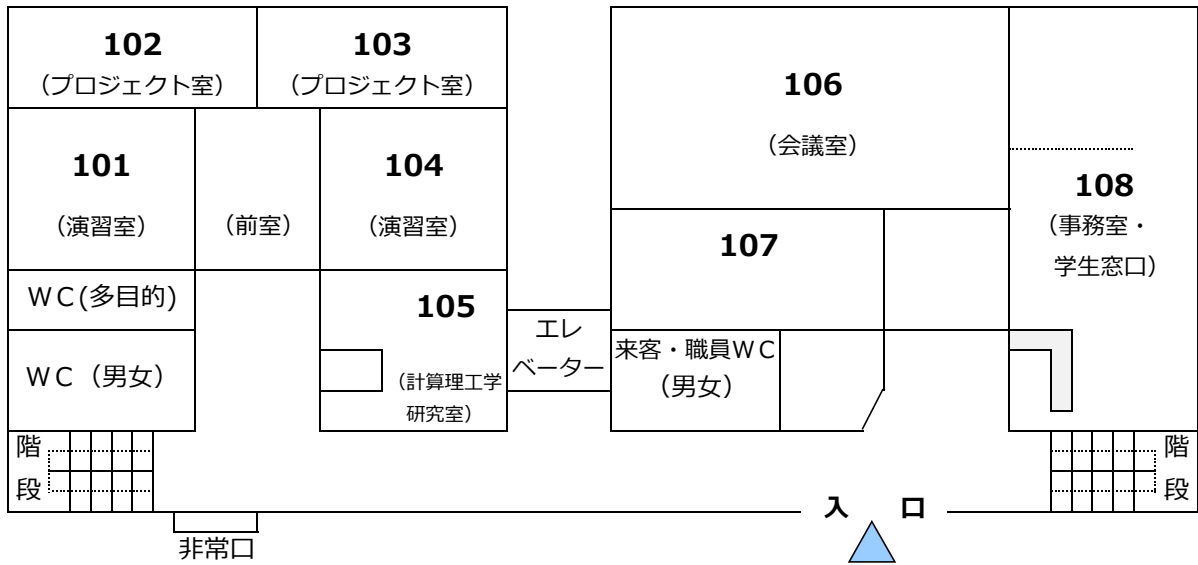 102
（プロジェクト室）
103
（プロジェクト室）
106
（会議室）
101
（演習室）
（前室）
104
（演習室）
108
（事務室・
学生窓口）
107
ＷＣ(多目的)
105
（計算理工学
研究室）
エレ
ベーター
来客・職員ＷＣ
（男女）
ＷＣ（男女）
階
段
階
段
入　口
非常口